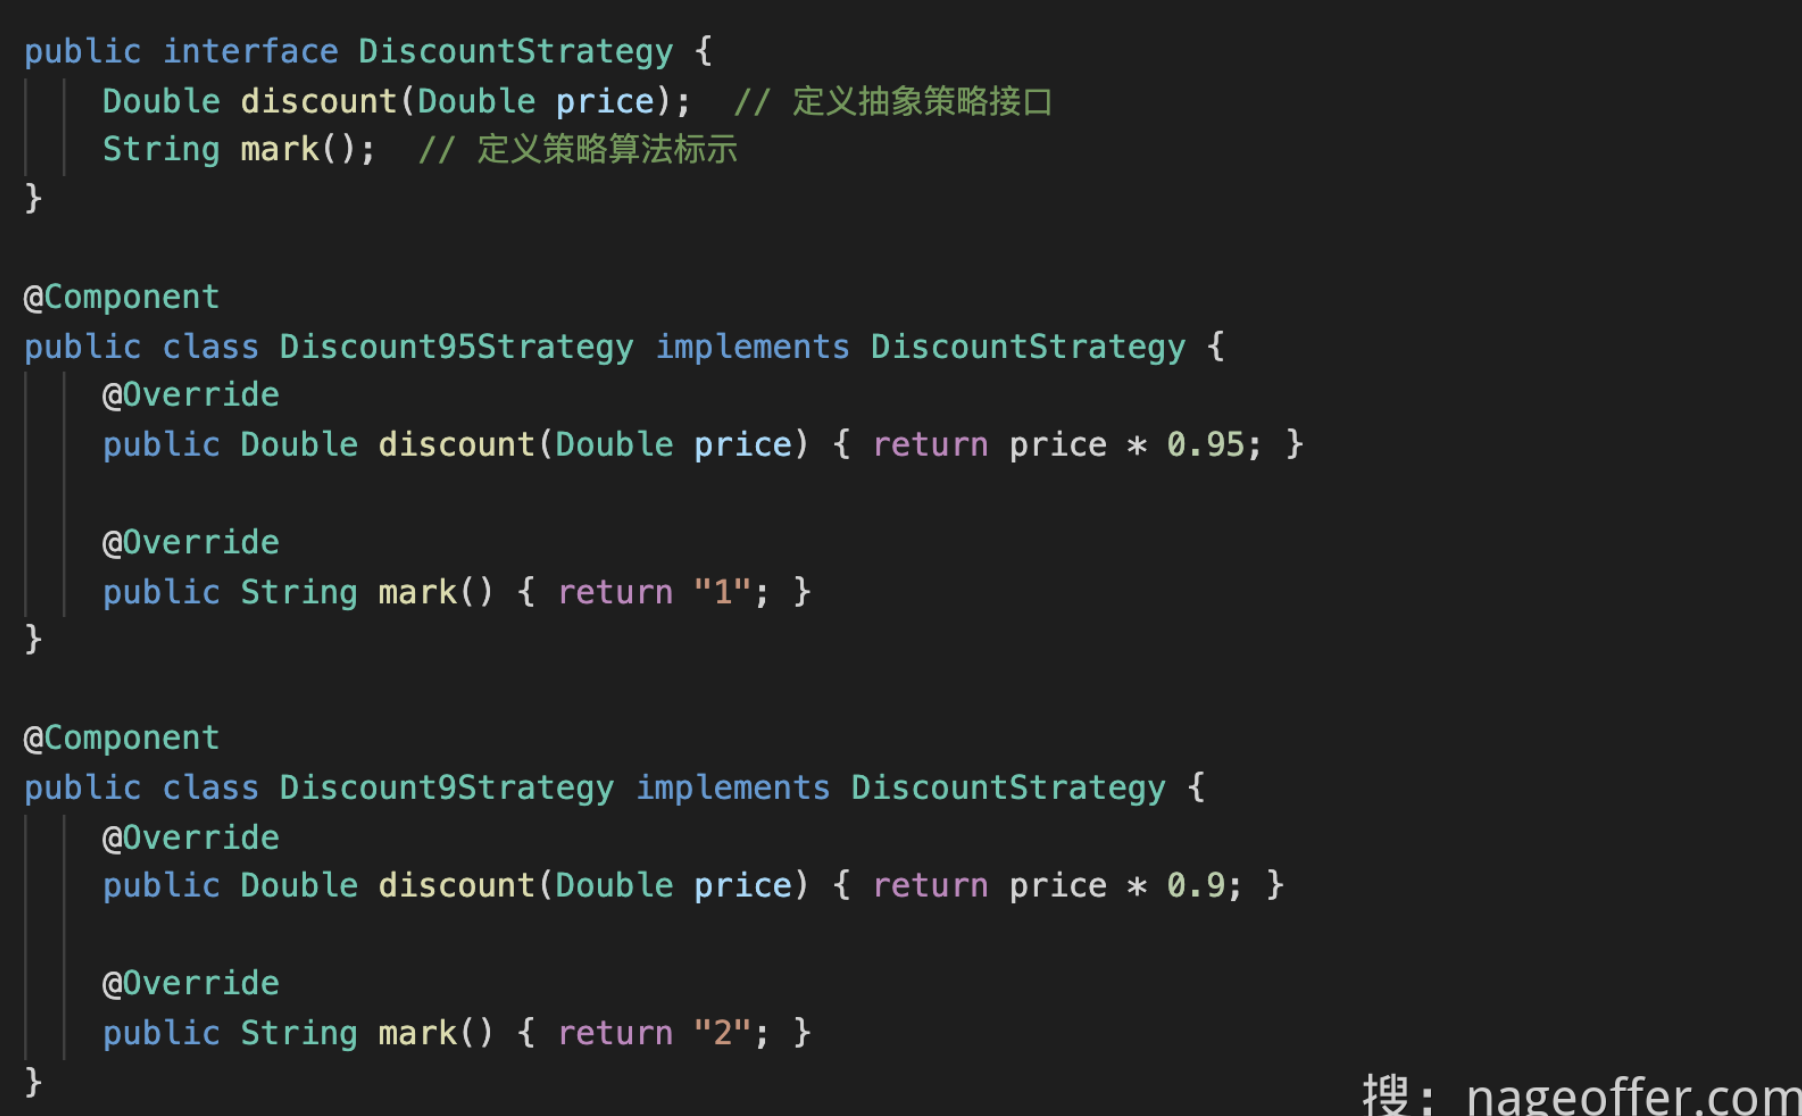 public interface DiscountStrategy {
    Double discount(Double price);  // 定义抽象策略接口
    String mark();  // 定义策略算法标示
}

@Component
public class Discount95Strategy implements DiscountStrategy {
    @Override
    public Double discount(Double price) { return price * 0.95; }

    @Override
    public String mark() { return "1"; }
}

@Component
public class Discount9Strategy implements DiscountStrategy {
    @Override
    public Double discount(Double price) { return price * 0.9; }

    @Override
    public String mark() { return "2"; }
}
搜：nageoffer.com